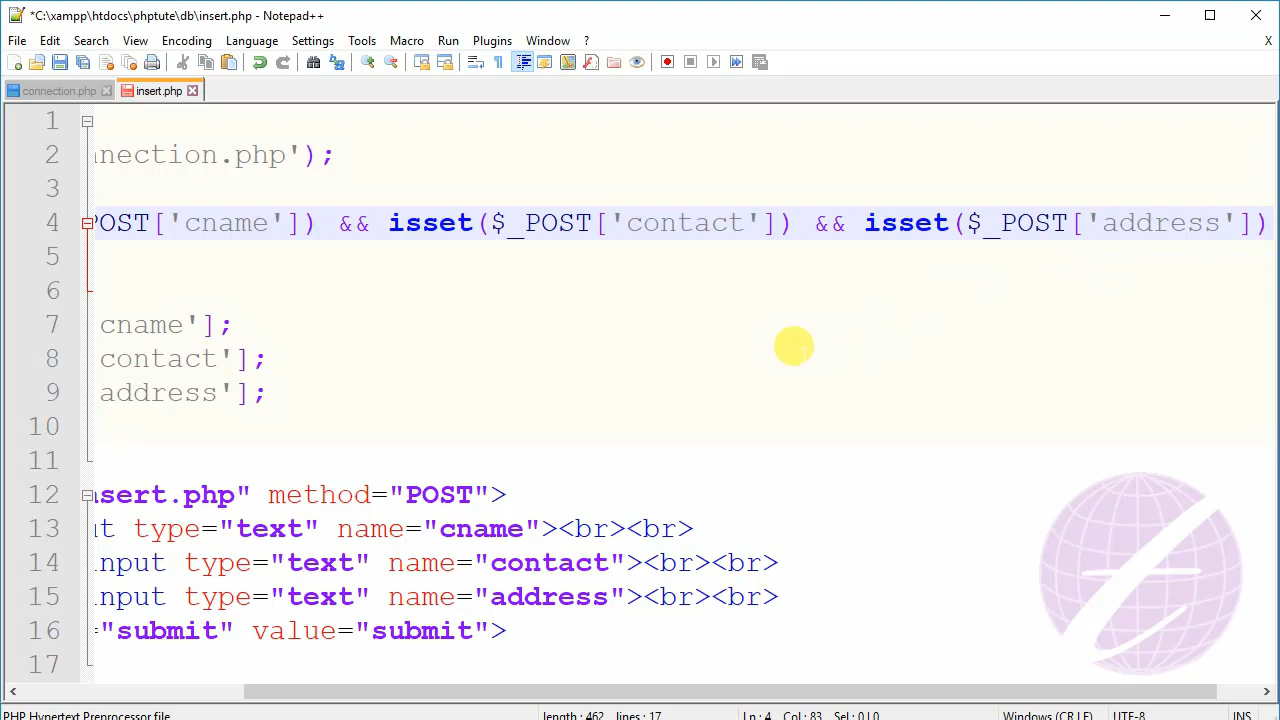 *C:\xampp\htdocs\phptute\db\insert.php - Notepad++
File Edit Search View Encoding Language Settings Tools Macro Run Plugins Window ? X
connection.php insert.php
1
2 nnection.php');
3
4 POST['cname']) && isset($_POST['contact']) && isset($_POST['address'])
5
6
7 cname'];
8 contact'];
9 address'];
10
11
12 nsert.php" method="POST">
13 ut type="text" name="cname"><br><br>
14 input type="text" name="contact"><br><br>
15 input type="text" name="address"><br><br>
16 ="submit" value="submit">
17
PHP Hypertext Preprocessor file length : 462 lines : 17 Ln : 4 Col : 83 Sel : 0 | 0 Windows (CR LF) UTF-8 INS